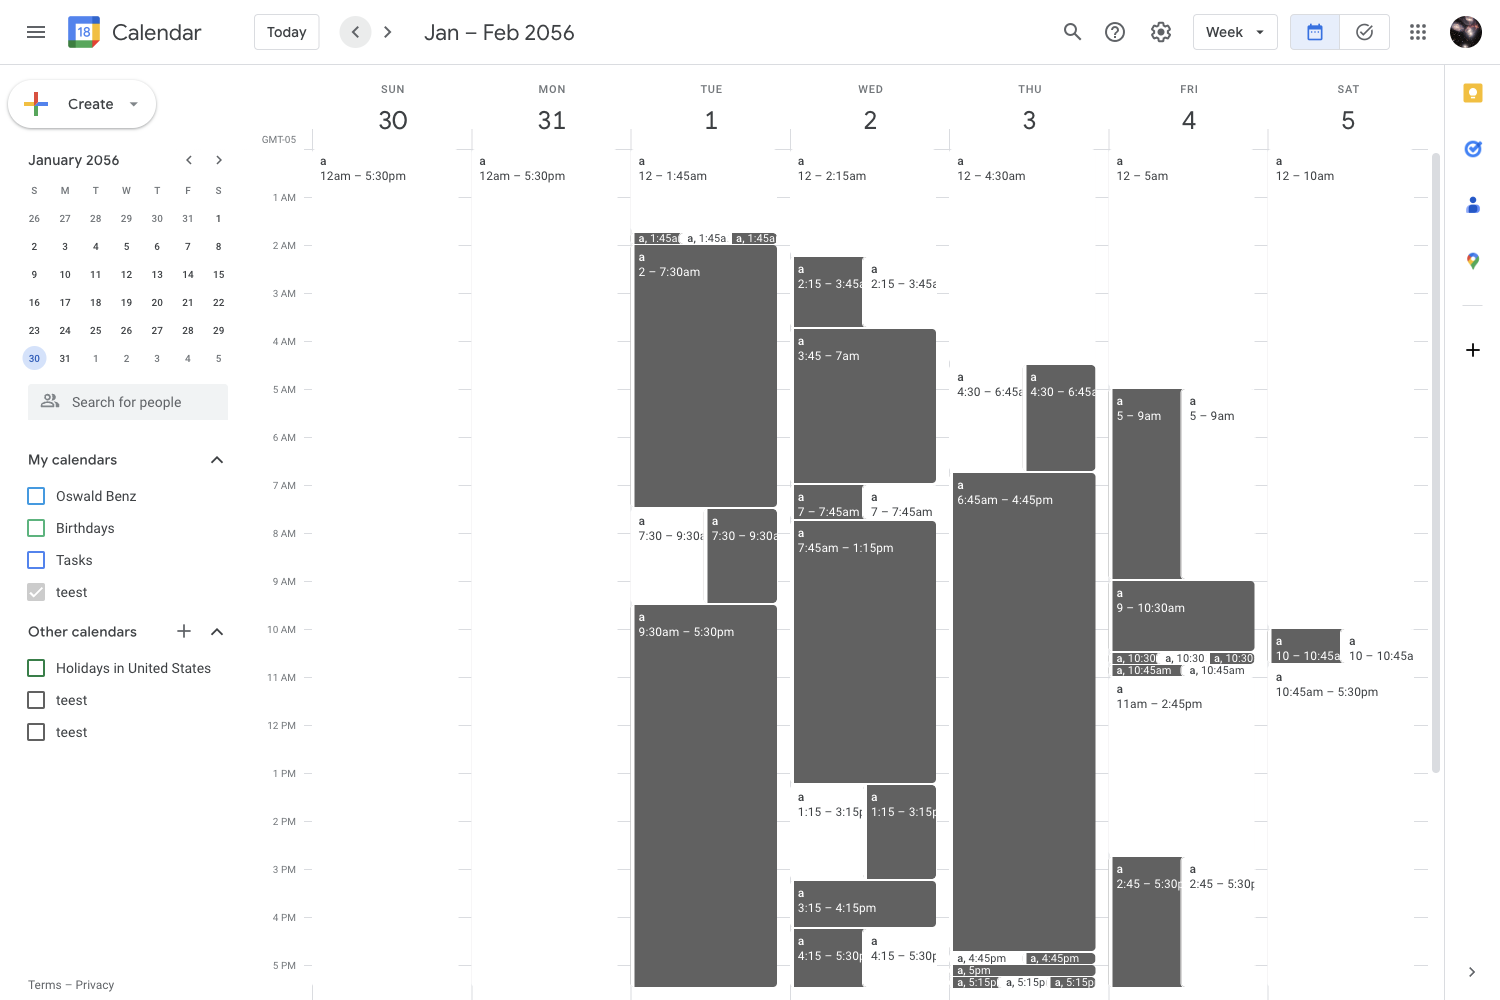 18 Calendar Today Jan – Feb 2056 Week
Create
January 2056
S M T W T F S
26 27 28 29 30 31 1
2 3 4 5 6 7 8
9 10 11 12 13 14 15
16 17 18 19 20 21 22
23 24 25 26 27 28 29
30 31 1 2 3 4 5
Search for people
My calendars
Oswald Benz
Birthdays
Tasks
teest
Other calendars
Holidays in United States
teest
teest
Terms – Privacy
GMT-05
1 AM
2 AM
3 AM
4 AM
5 AM
6 AM
7 AM
8 AM
9 AM
10 AM
11 AM
12 PM
1 PM
2 PM
3 PM
4 PM
5 PM
SUN
30
a
12am – 5:30pm
MON
31
a
12am – 5:30pm
TUE
1
a
12 – 1:45am
a, 1:45a a, 1:45a a, 1:45a
a
2 – 7:30am
a
7:30 – 9:30a
a
7:30 – 9:30a
a
9:30am – 5:30pm
WED
2
a
12 – 2:15am
a
2:15 – 3:45a
a
2:15 – 3:45a
a
3:45 – 7am
a
7 – 7:45am
a
7 – 7:45am
a
7:45am – 1:15pm
a
1:15 – 3:15p
a
1:15 – 3:15p
a
3:15 – 4:15pm
a
4:15 – 5:30p
a
4:15 – 5:30p
THU
3
a
12 – 4:30am
a
4:30 – 6:45a
a
4:30 – 6:45a
a
6:45am – 4:45pm
a, 4:45pm a, 4:45pm
a, 5pm
a, 5:15p a, 5:15p a, 5:15p
FRI
4
a
12 – 5am
a
5 – 9am
a
5 – 9am
a
9 – 10:30am
a, 10:30 a, 10:30 a, 10:30
a, 10:45am a, 10:45am
a
11am – 2:45pm
a
2:45 – 5:30p
a
2:45 – 5:30p
SAT
5
a
12 – 10am
a
10 – 10:45a
a
10 – 10:45a
a
10:45am – 5:30pm